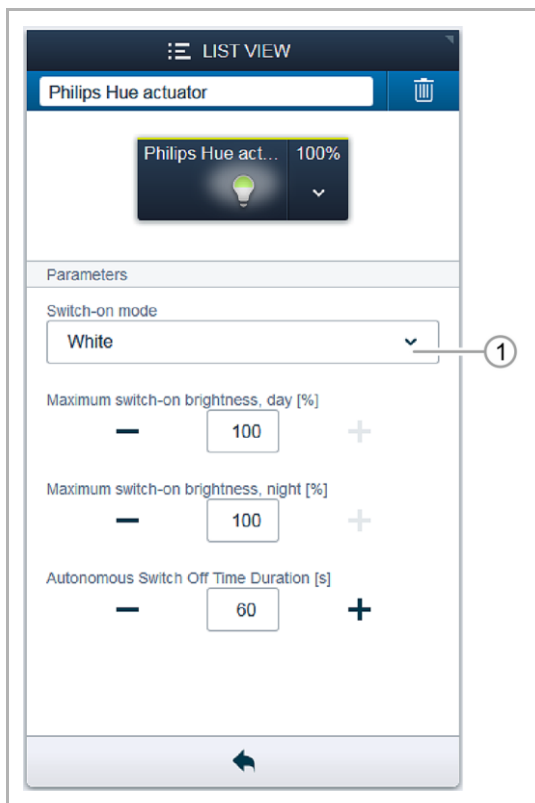 LIST VIEW
Philips Hue actuator
Philips Hue act... 100%
Parameters
Switch-on mode
White
1
Maximum switch-on brightness, day [%]
100
Maximum switch-on brightness, night [%]
100
Autonomous Switch Off Time Duration [s]
60